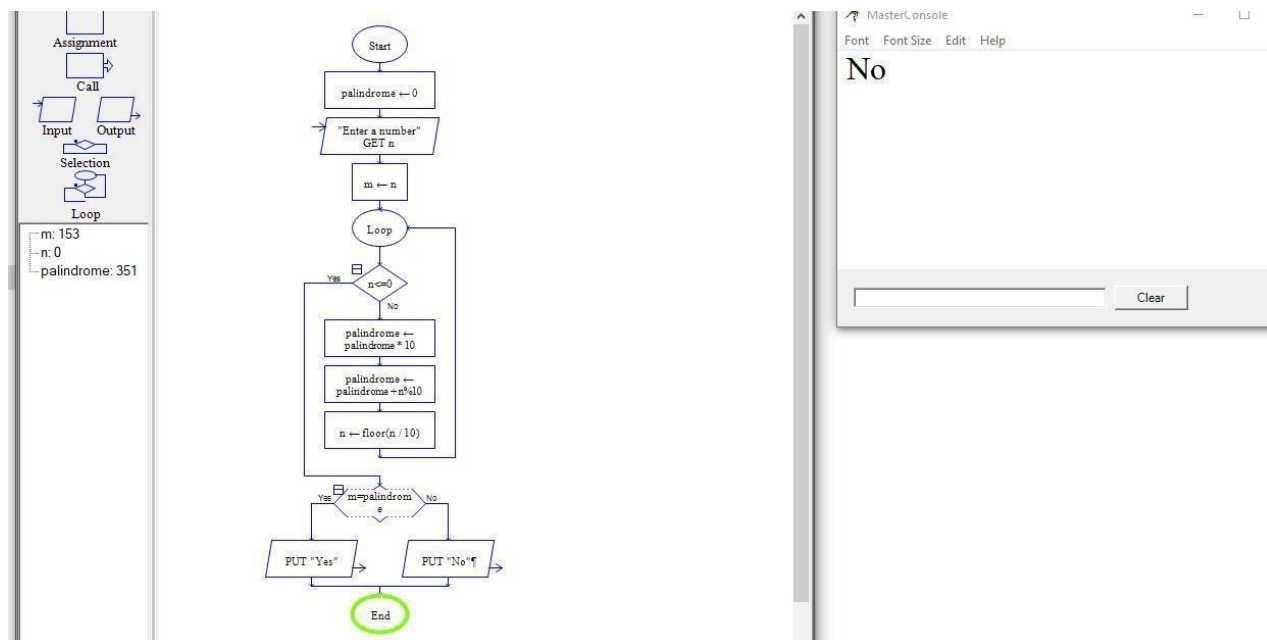 Assignment
Call
Input Output
Selection
Loop
m: 153
n: 0
palindrome: 351
Start
palindrome ← 0
"Enter a number"
GET n
m ← n
Loop
Yes
n<=0
No
palindrome ←
palindrome * 10
palindrome ←
palindrome+n%10
n ← floor(n / 10)
Yes
m=palindrom
e
No
PUT "Yes"
PUT "No"¶
End
MasterConsole
Font Font Size Edit Help
No
Clear